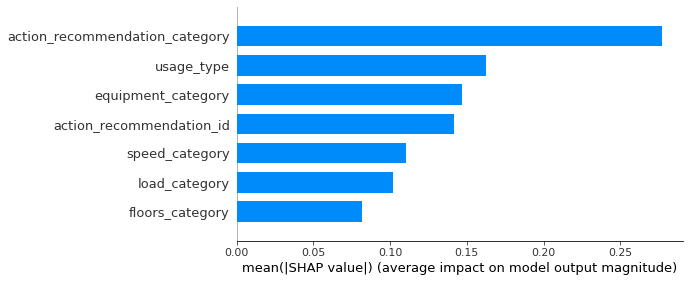 action_recommendation_category
usage_type
equipment_category
action_recommendation_id
speed_category
load_category
floors_category
0.00 0.05 0.10 0.15 0.20 0.25
mean(|SHAP value|) (average impact on model output magnitude)